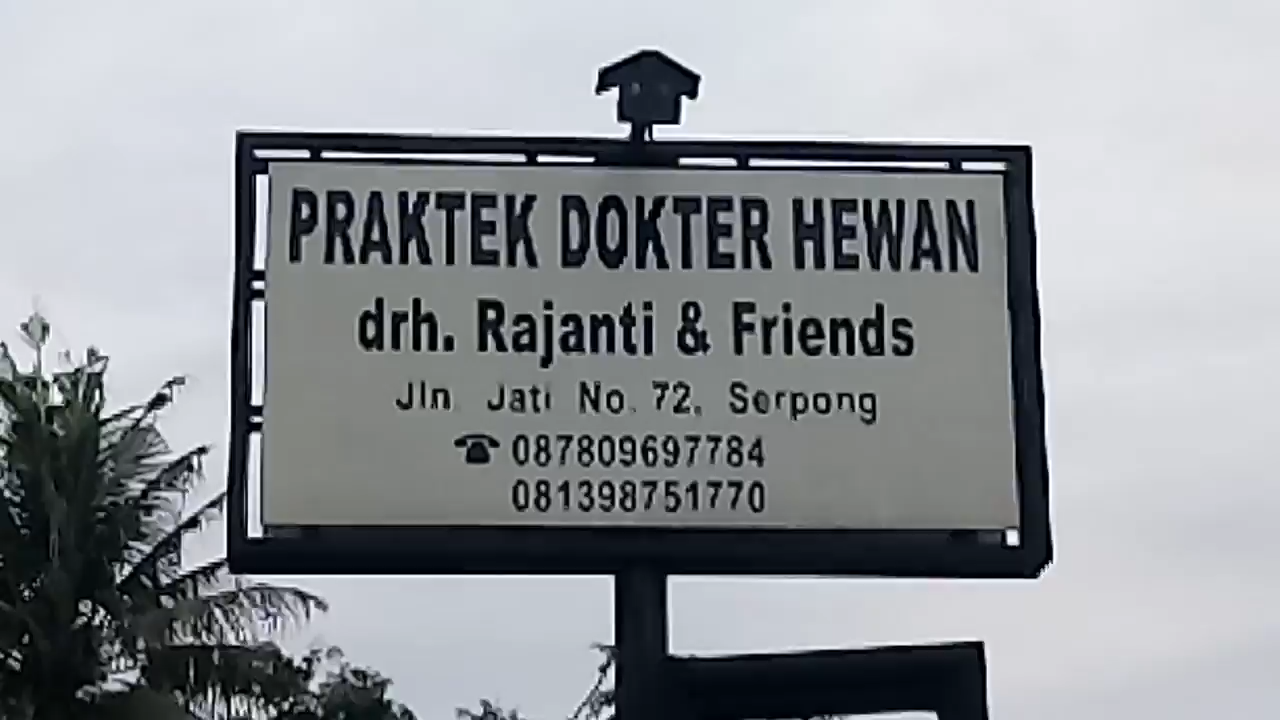 PRAKTEK DOKTER HEWAN
drh. Rajanti & Friends
Jln. Jati No. 72, Serpong
☎ 087809697784
081398751770